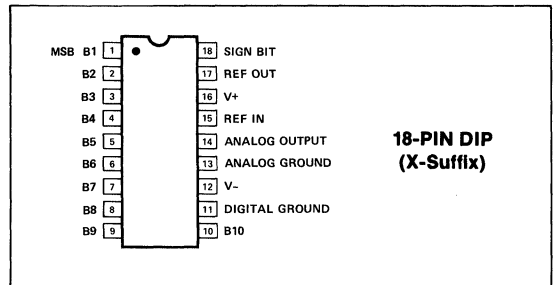 MSB B1 1 18 SIGN BIT
B2 2 17 REF OUT
B3 3 16 V+
B4 4 15 REF IN
B5 5 14 ANALOG OUTPUT
B6 6 13 ANALOG GROUND
B7 7 12 V-
B8 8 11 DIGITAL GROUND
B9 9 10 B10
18-PIN DIP
(X-Suffix)